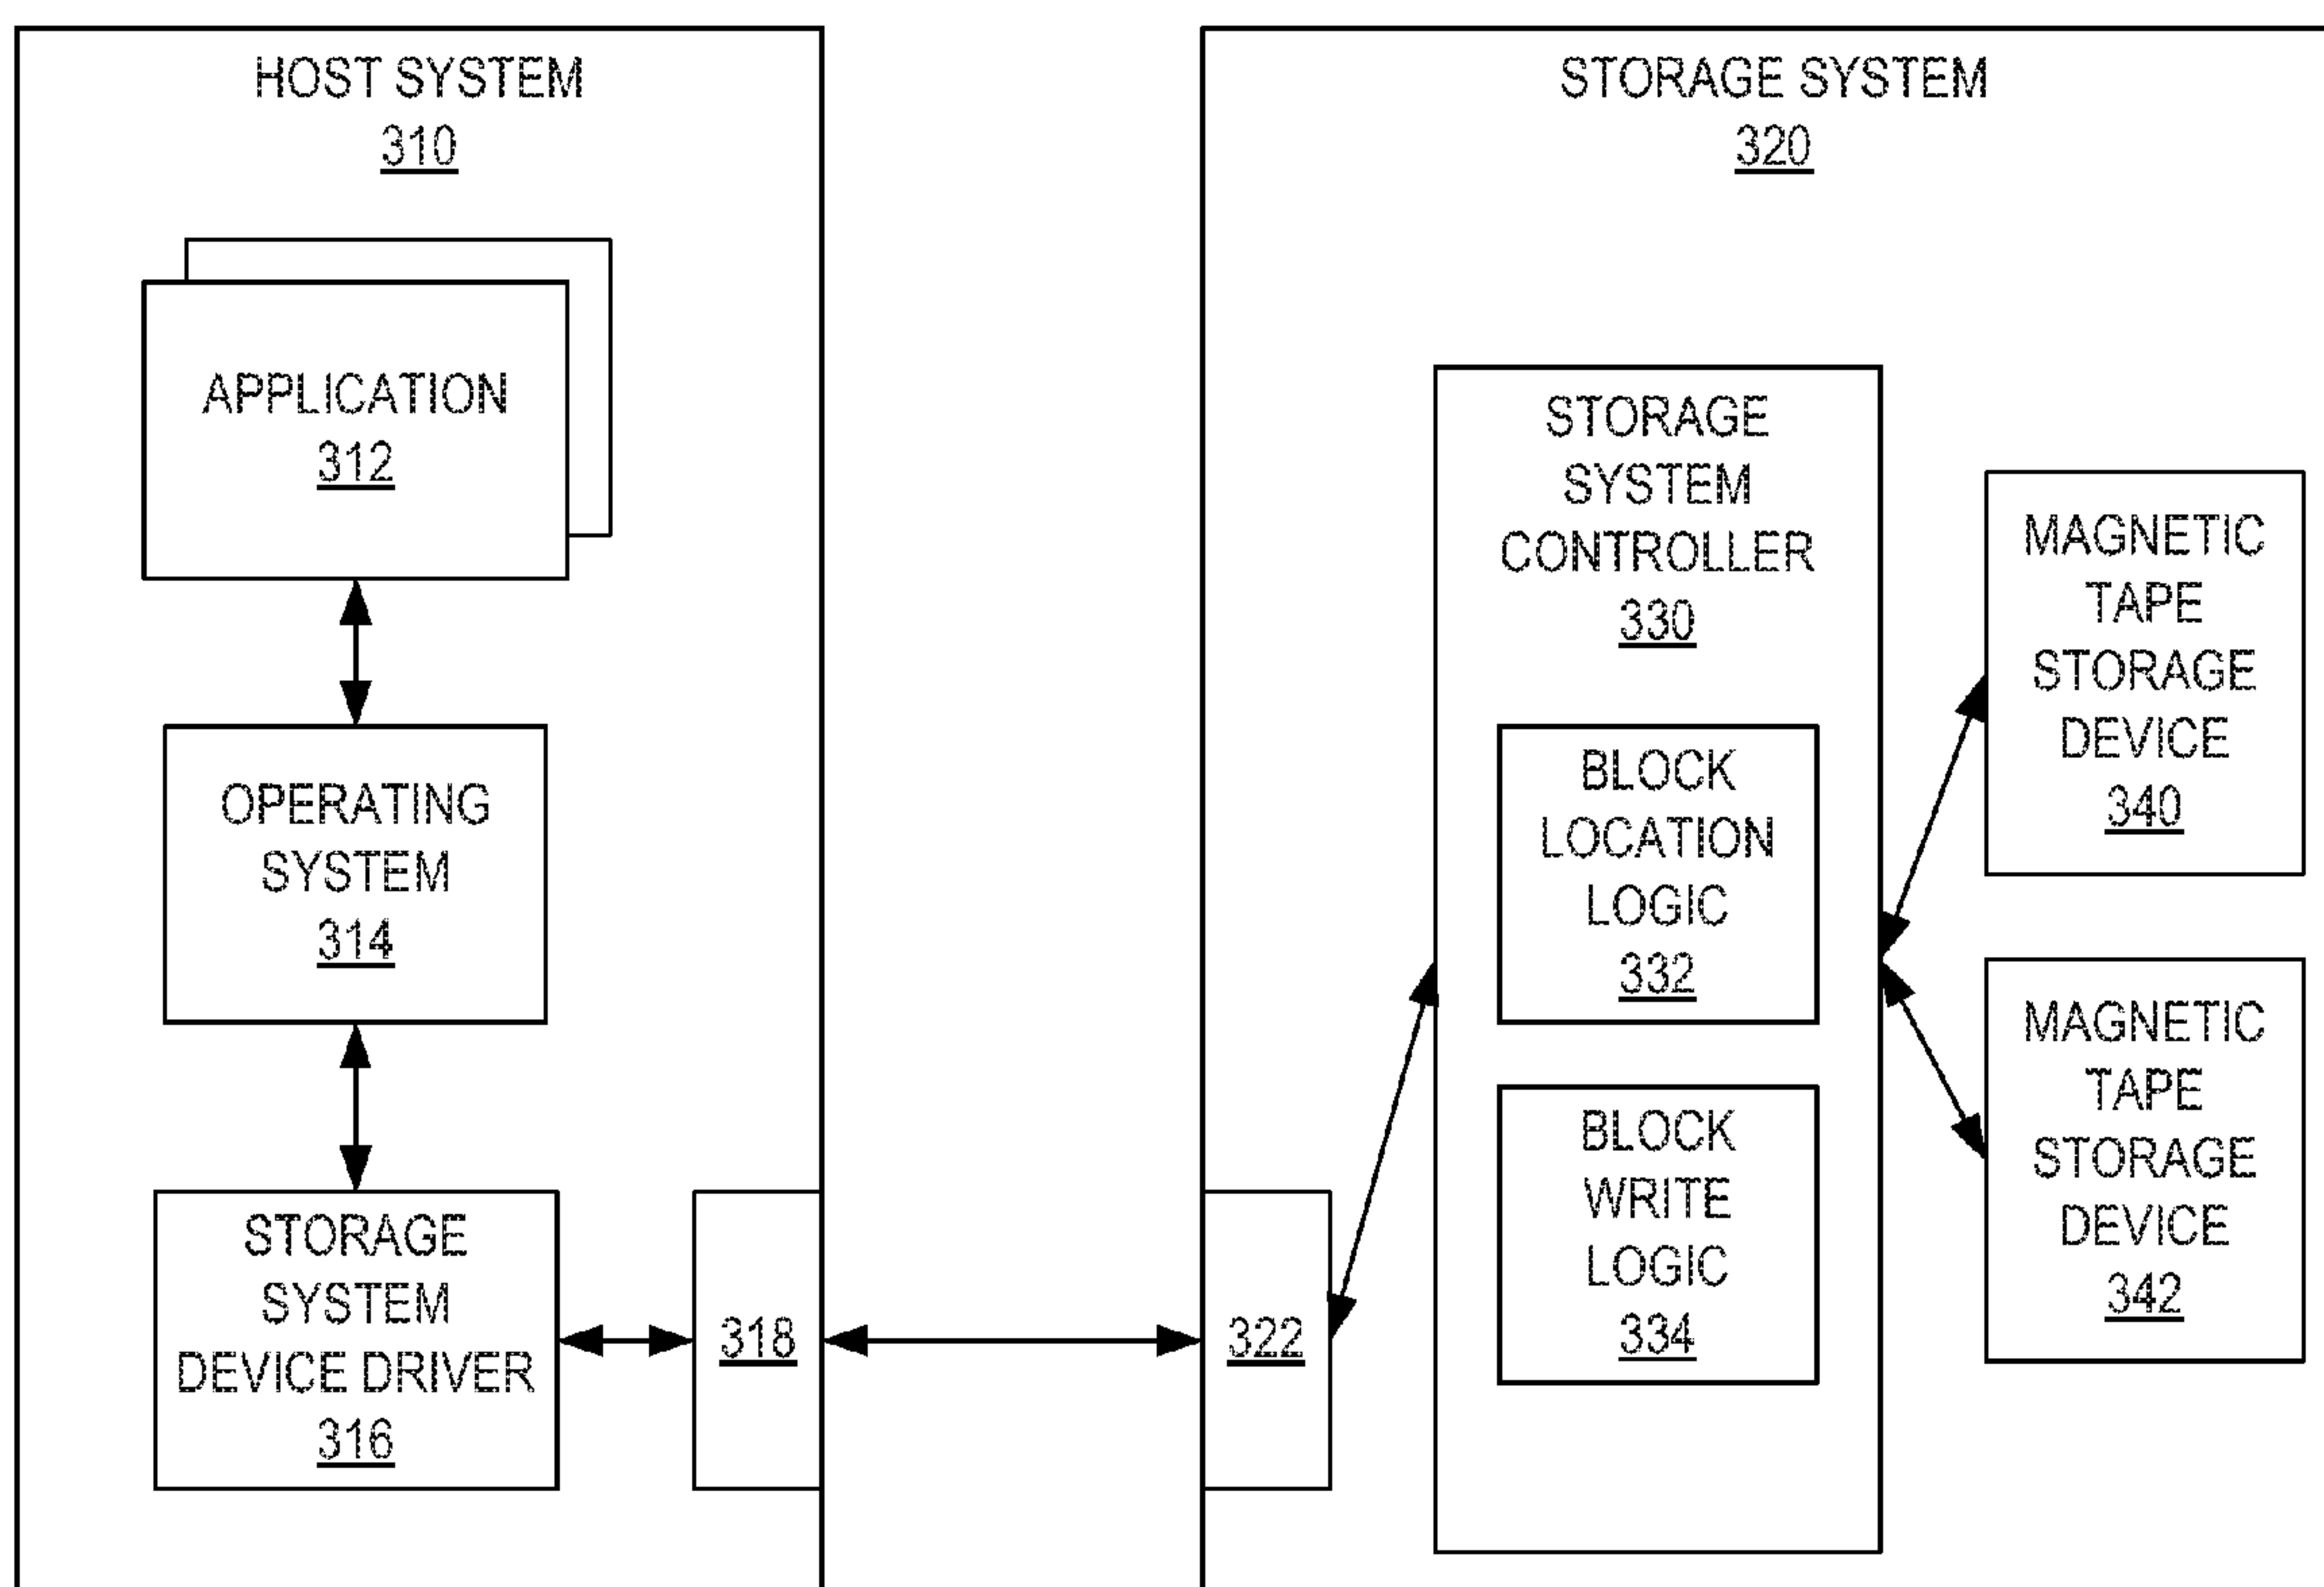 HOST SYSTEM
310
APPLICATION
312
OPERATING
SYSTEM
314
STORAGE
SYSTEM
DEVICE DRIVER
316
318
STORAGE SYSTEM
320
322
STORAGE
SYSTEM
CONTROLLER
330
BLOCK
LOCATION
LOGIC
332
BLOCK
WRITE
LOGIC
334
MAGNETIC
TAPE
STORAGE
DEVICE
340
MAGNETIC
TAPE
STORAGE
DEVICE
342